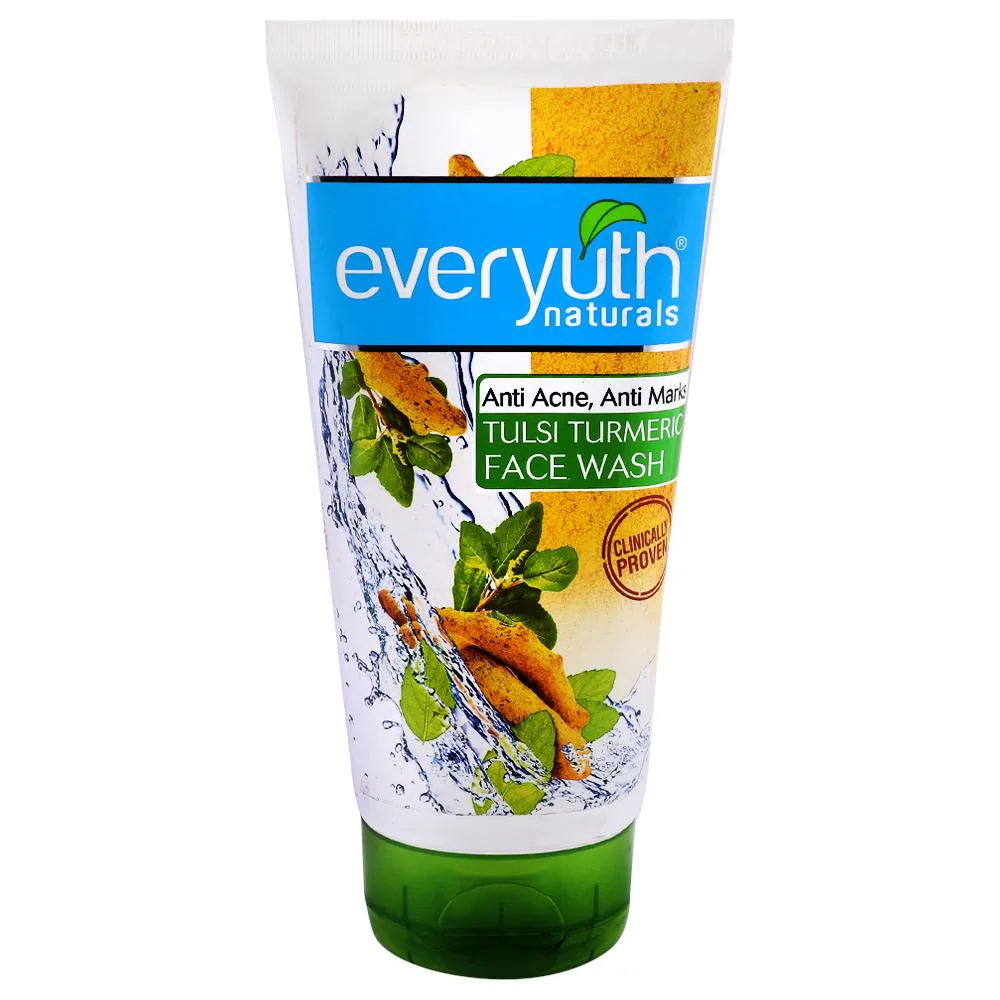 everyuth®
naturals
Anti Acne, Anti Marks
TULSI TURMERIC
FACE WASH
CLINICALLY
PROVEN